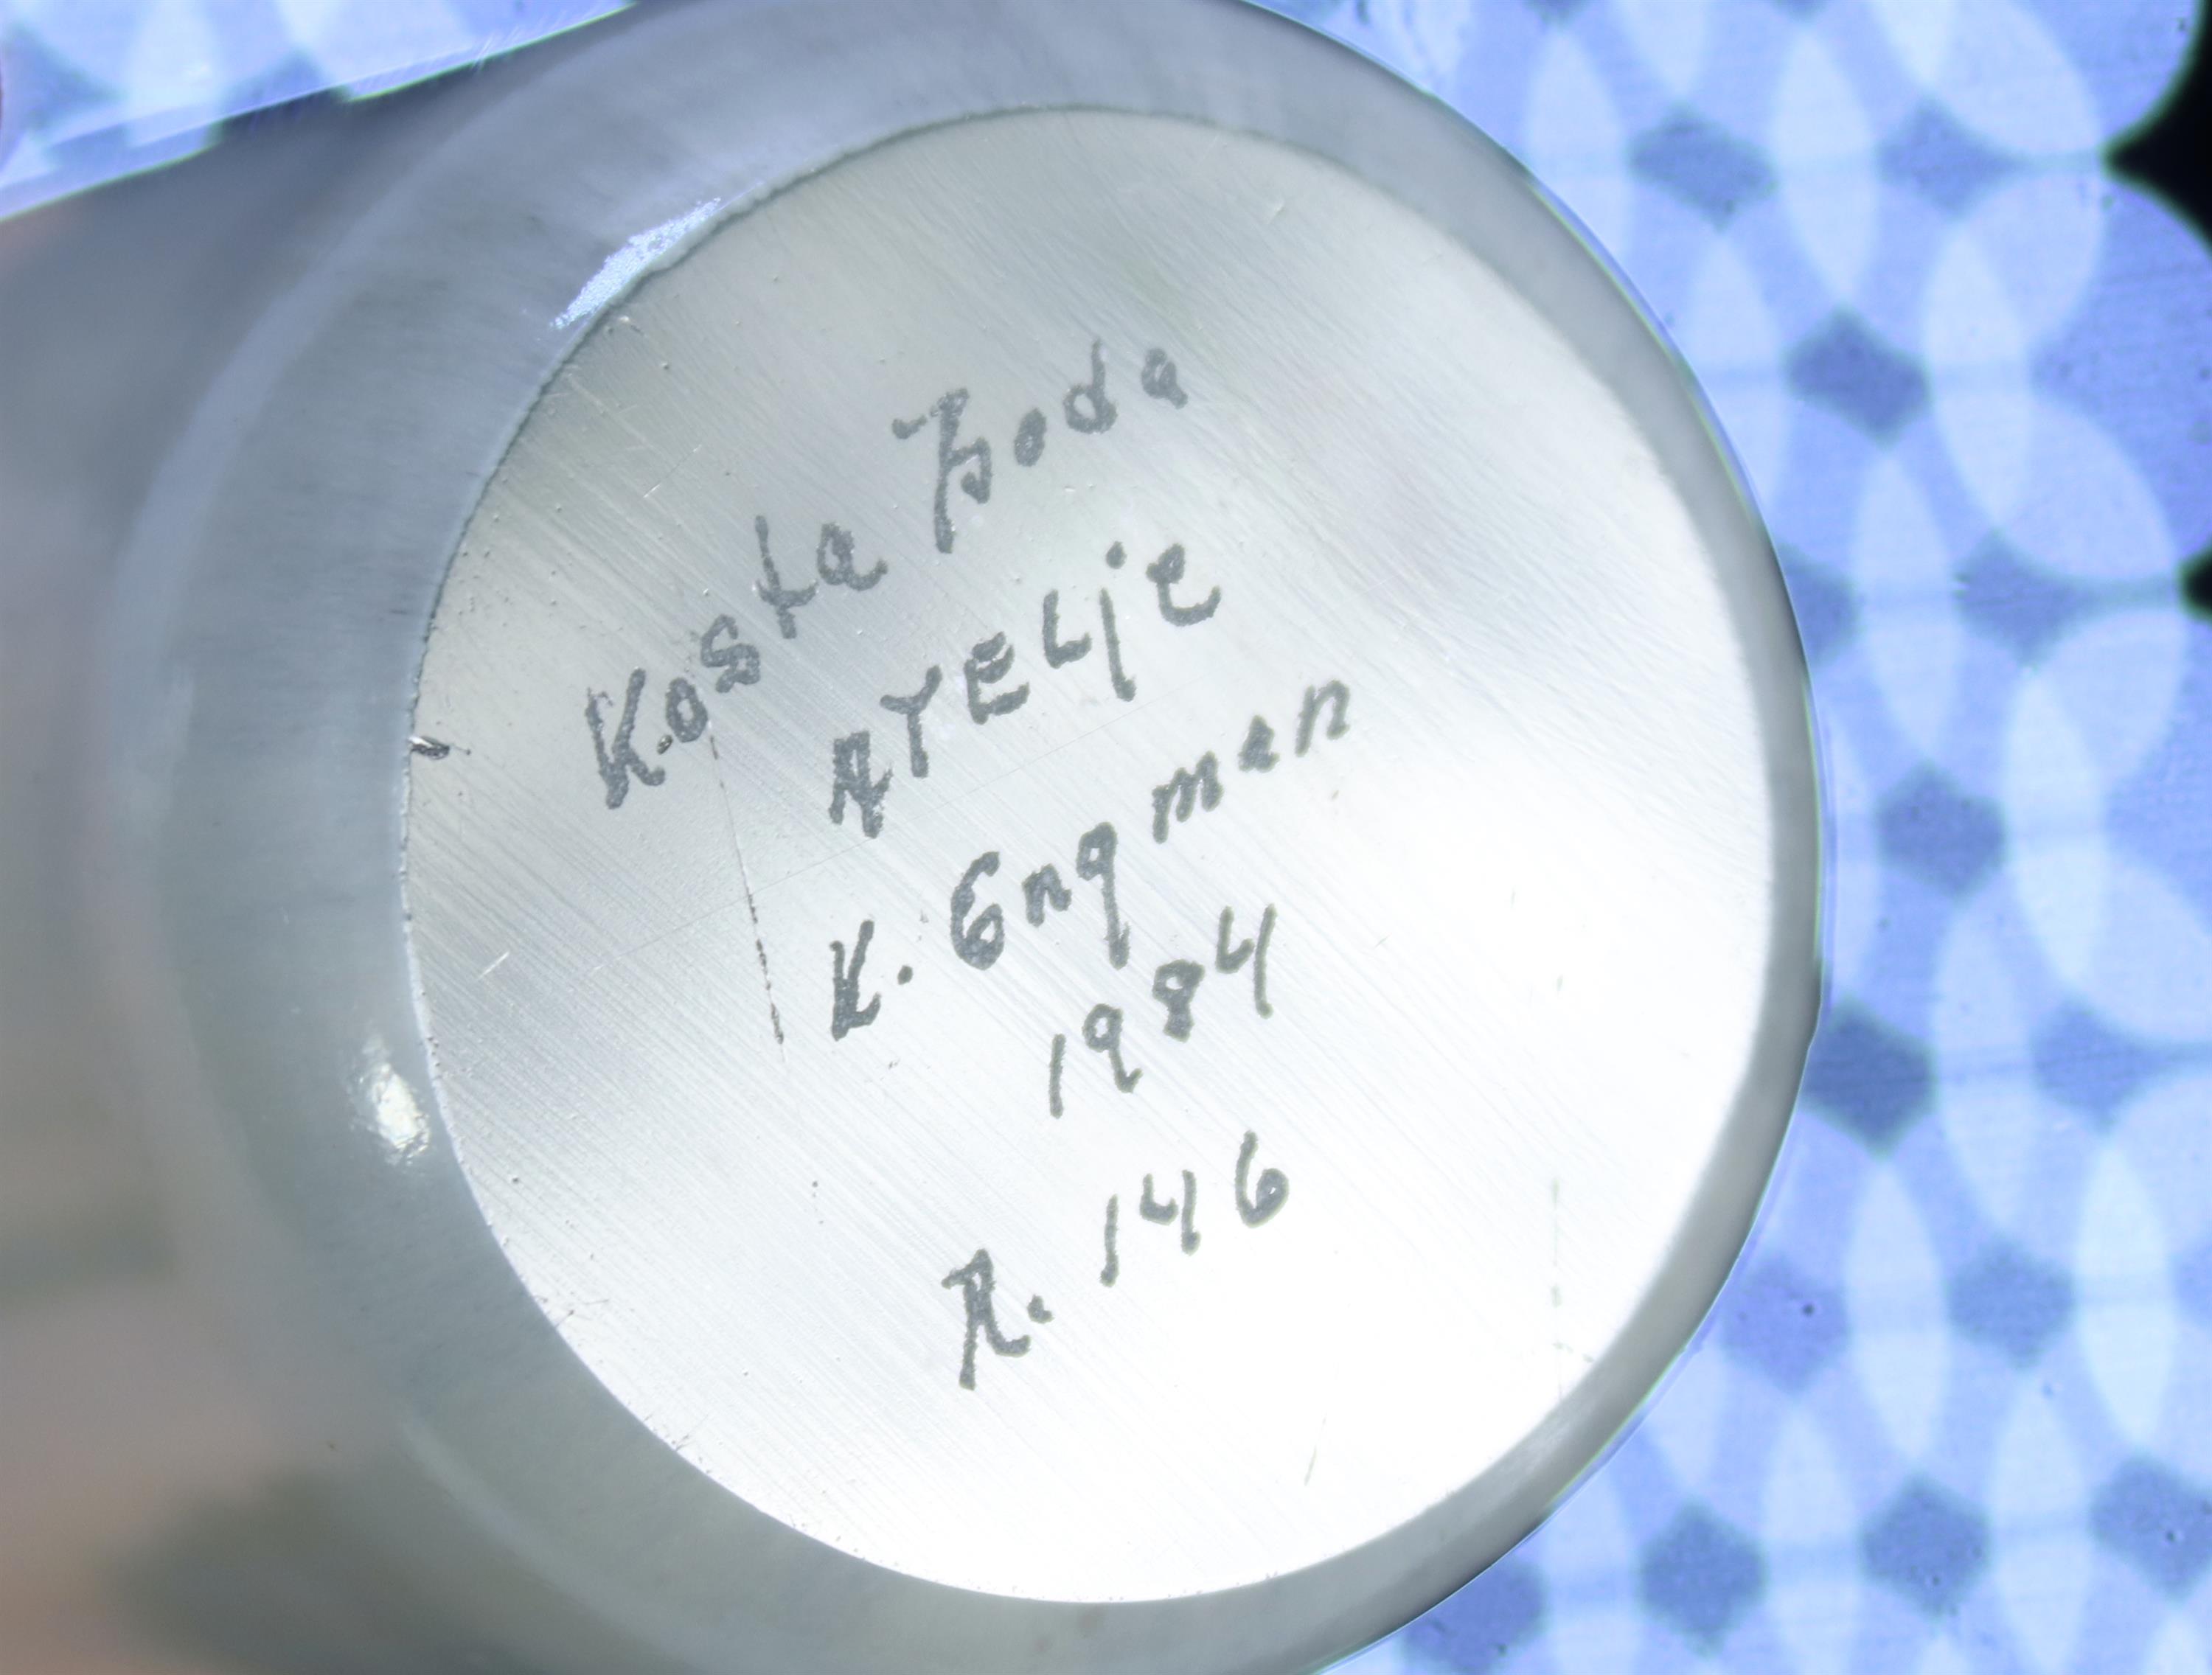 Kosta Boda
ATELjE
K. Engman
1984
R. 146